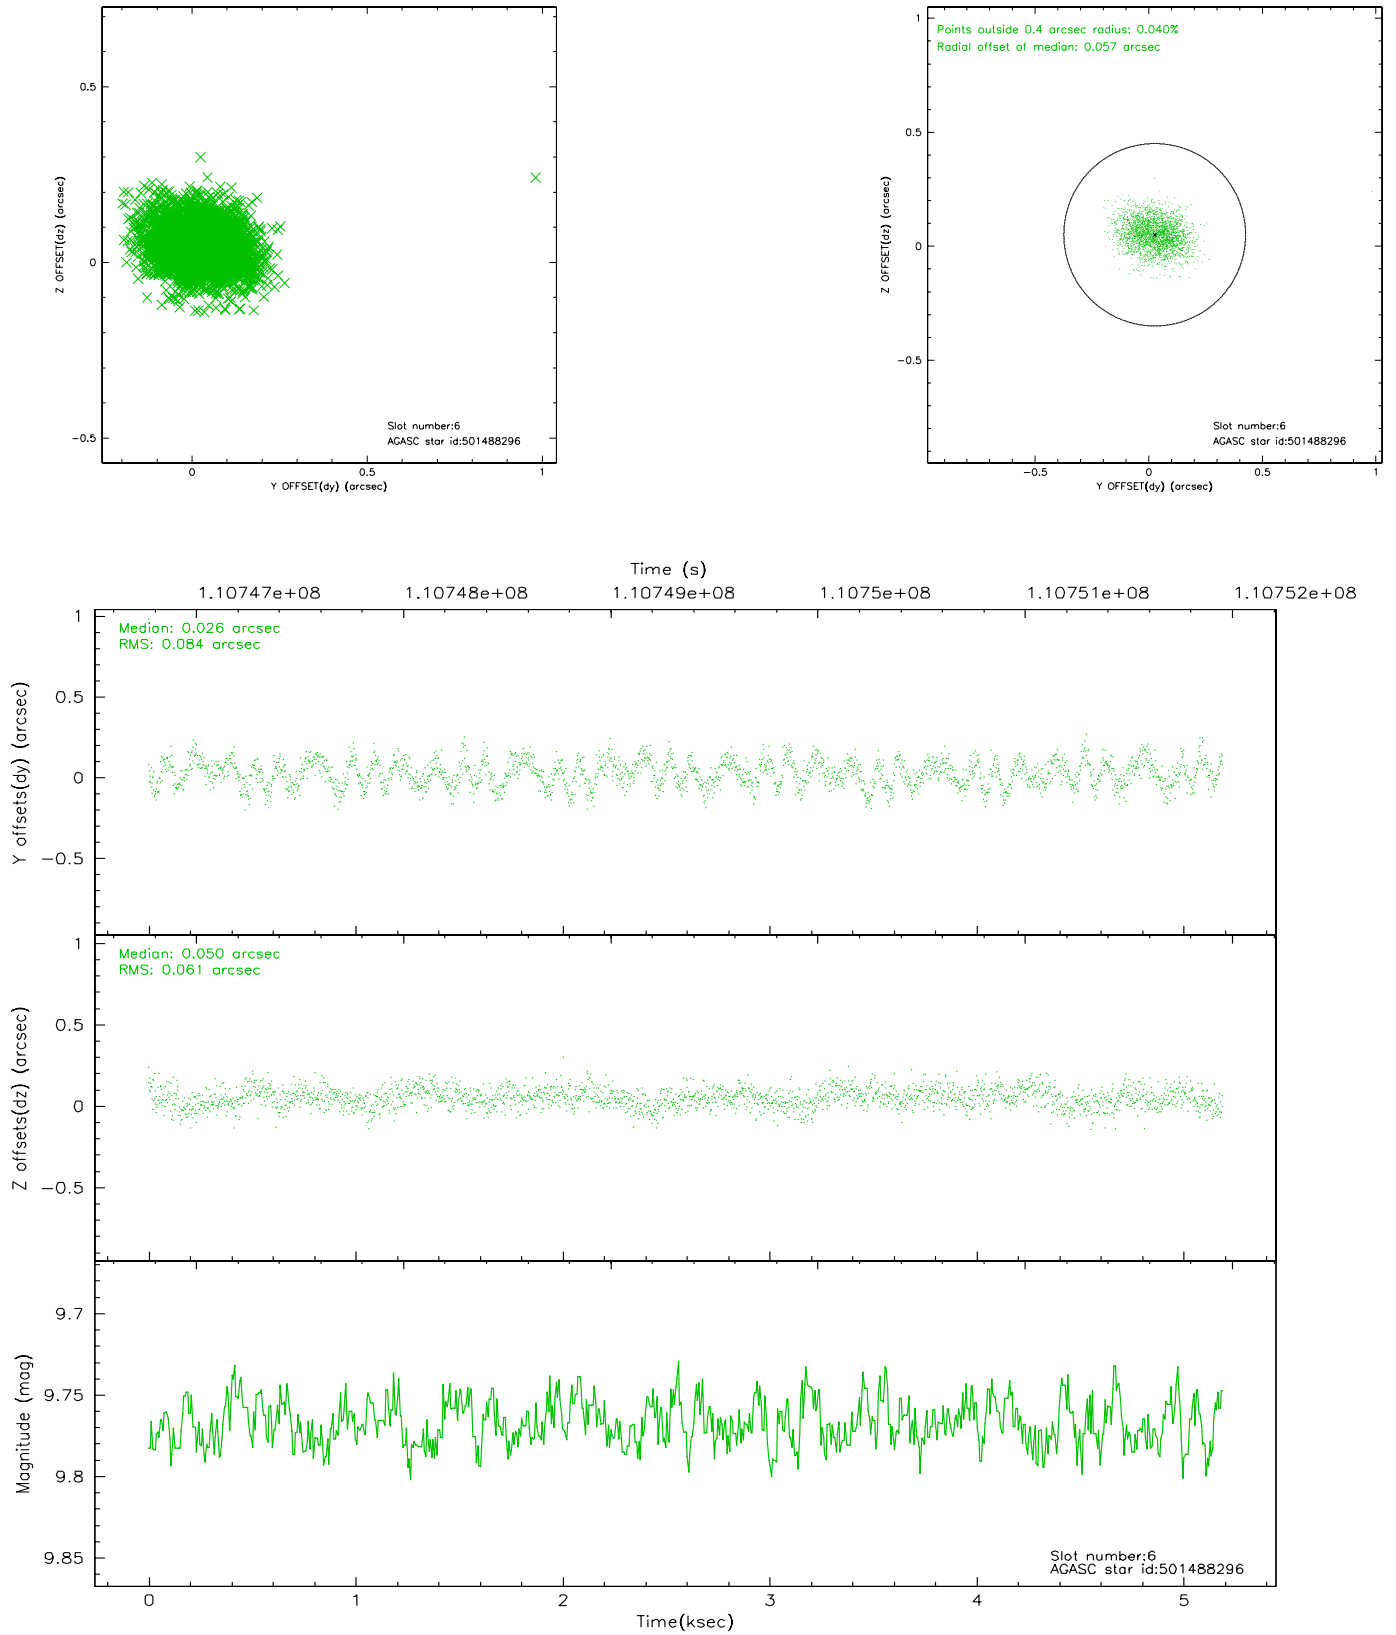 0.5
0
-0.5
Z OFFSET(dz) (arcsec)
Slot number:6
AGASC star id:501488296
0
0.5
1
Y OFFSET(dy) (arcsec)
Points outside 0.4 arcsec radius: 0.040%
Radial offset of median: 0.057 arcsec
1
0.5
0
-0.5
Z OFFSET(dz) (arcsec)
Slot number:6
AGASC star id:501488296
-0.5
0
0.5
1
Y OFFSET(dy) (arcsec)
Time (s)
1.10747e+08
1.10748e+08
1.10749e+08
1.1075e+08
1.10751e+08
1.10752e+08
Median: 0.026 arcsec
RMS: 0.084 arcsec
1
0.5
0
-0.5
Y offsets(dy) (arcsec)
Median: 0.050 arcsec
RMS: 0.061 arcsec
1
0.5
0
-0.5
Z offsets(dz) (arcsec)
9.7
9.75
9.8
9.85
Magnitude (mag)
Slot number:6
AGASC star id:501488296
0
1
2
3
4
5
Time(ksec)